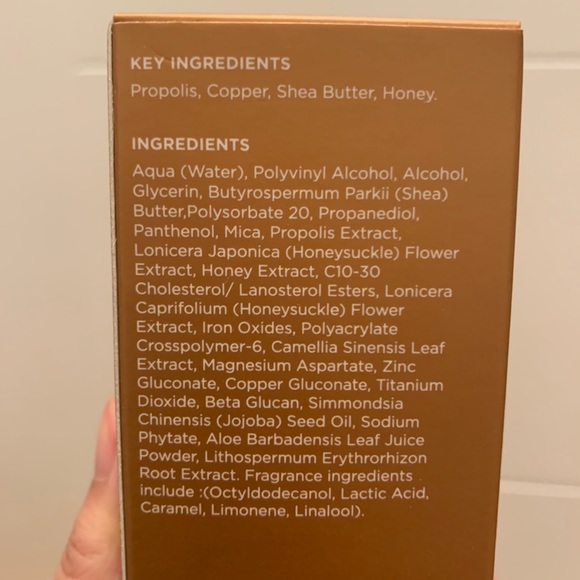 KEY INGREDIENTS
Propolis, Copper, Shea Butter, Honey.
INGREDIENTS
Aqua (Water), Polyvinyl Alcohol, Alcohol,
Glycerin, Butyrospermum Parkii (Shea)
Butter,Polysorbate 20, Propanediol,
Panthenol, Mica, Propolis Extract,
Lonicera Japonica (Honeysuckle) Flower
Extract, Honey Extract, C10-30
Cholesterol/ Lanosterol Esters, Lonicera
Caprifolium (Honeysuckle) Flower
Extract, Iron Oxides, Polyacrylate
Crosspolymer-6, Camellia Sinensis Leaf
Extract, Magnesium Aspartate, Zinc
Gluconate, Copper Gluconate, Titanium
Dioxide, Beta Glucan, Simmondsia
Chinensis (Jojoba) Seed Oil, Sodium
Phytate, Aloe Barbadensis Leaf Juice
Powder, Lithospermum Erythrorhizon
Root Extract. Fragrance ingredients
include :(Octyldodecanol, Lactic Acid,
Caramel, Limonene, Linalool).